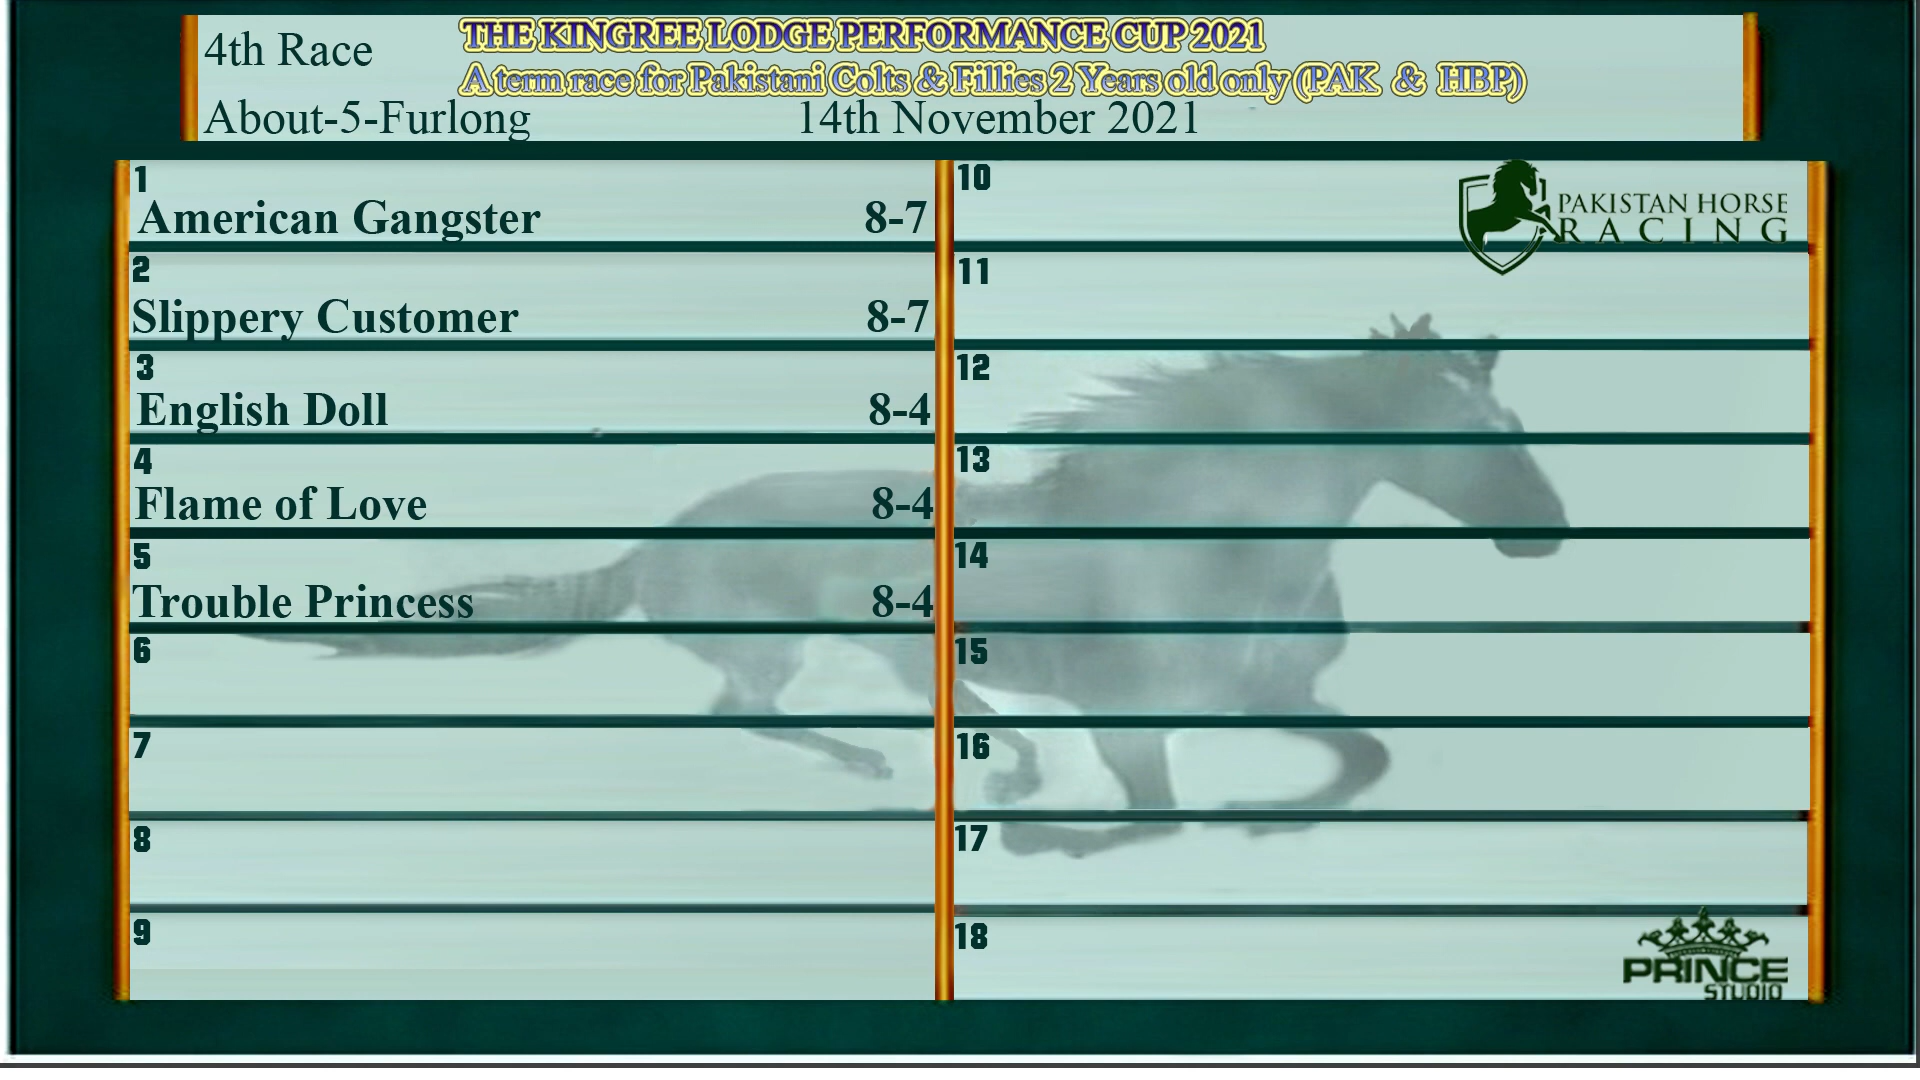 4th Race
THE KINGREE LODGE PERFORMANCE CUP 2021
A term race for Pakistani Colts & Fillies 2 Years old only (PAK & HBP)
About-5-Furlong
14th November 2021
1
American Gangster 8-7
2
Slippery Customer 8-7
3
English Doll 8-4
4
Flame of Love 8-4
5
Trouble Princess 8-4
6
7
8
9
10
PAKISTAN HORSE
RACING
11
12
13
14
15
16
17
18
PRINCE
STUDIO